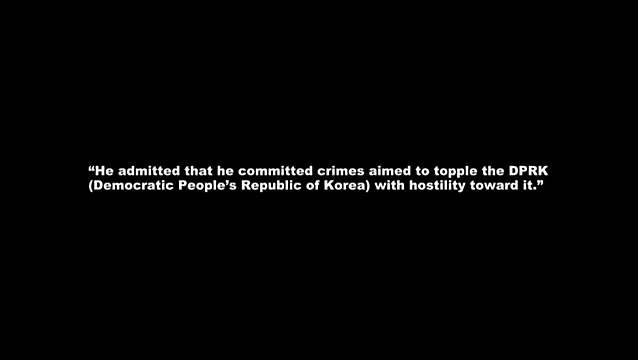 “He admitted that he committed crimes aimed to topple the DPRK
(Democratic People’s Republic of Korea) with hostility toward it.”